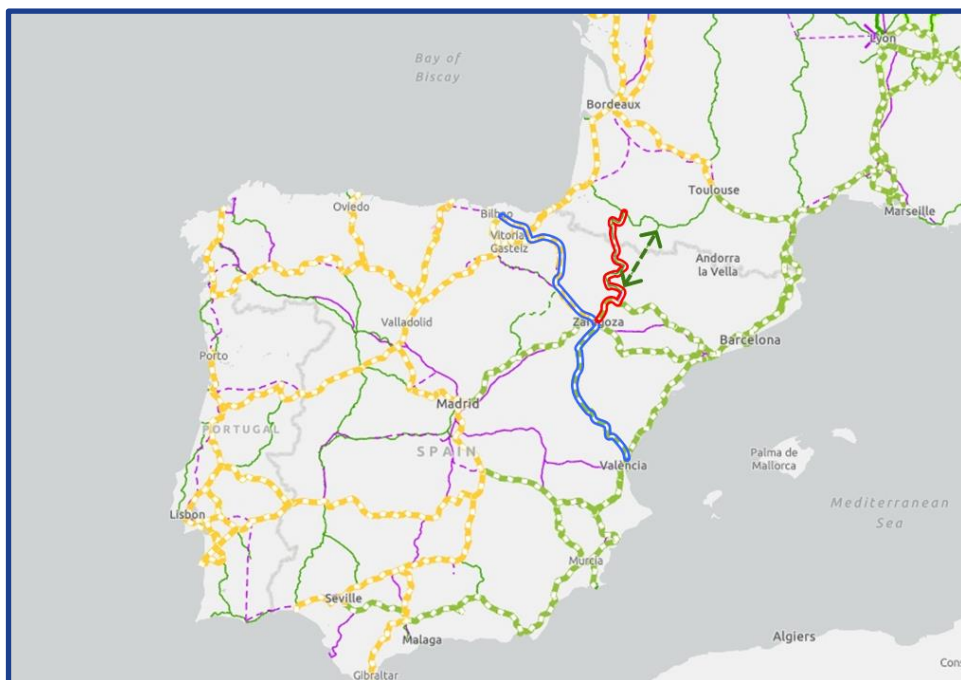 Lyon
Bay of
Biscay
Bordeaux
Toulouse
Marseille
Oviedo
Bilbao
Vitoria-
Gasteiz
Andorra
la Vella
Valladolid
Zaragoza
Barcelona
Porto
Madrid
PORTUGAL
SPAIN
València
Palma de
Mallorca
Mediterranean
Sea
Lisbon
Murcia
Seville
Malaga
Algiers
Gibraltar
Cons